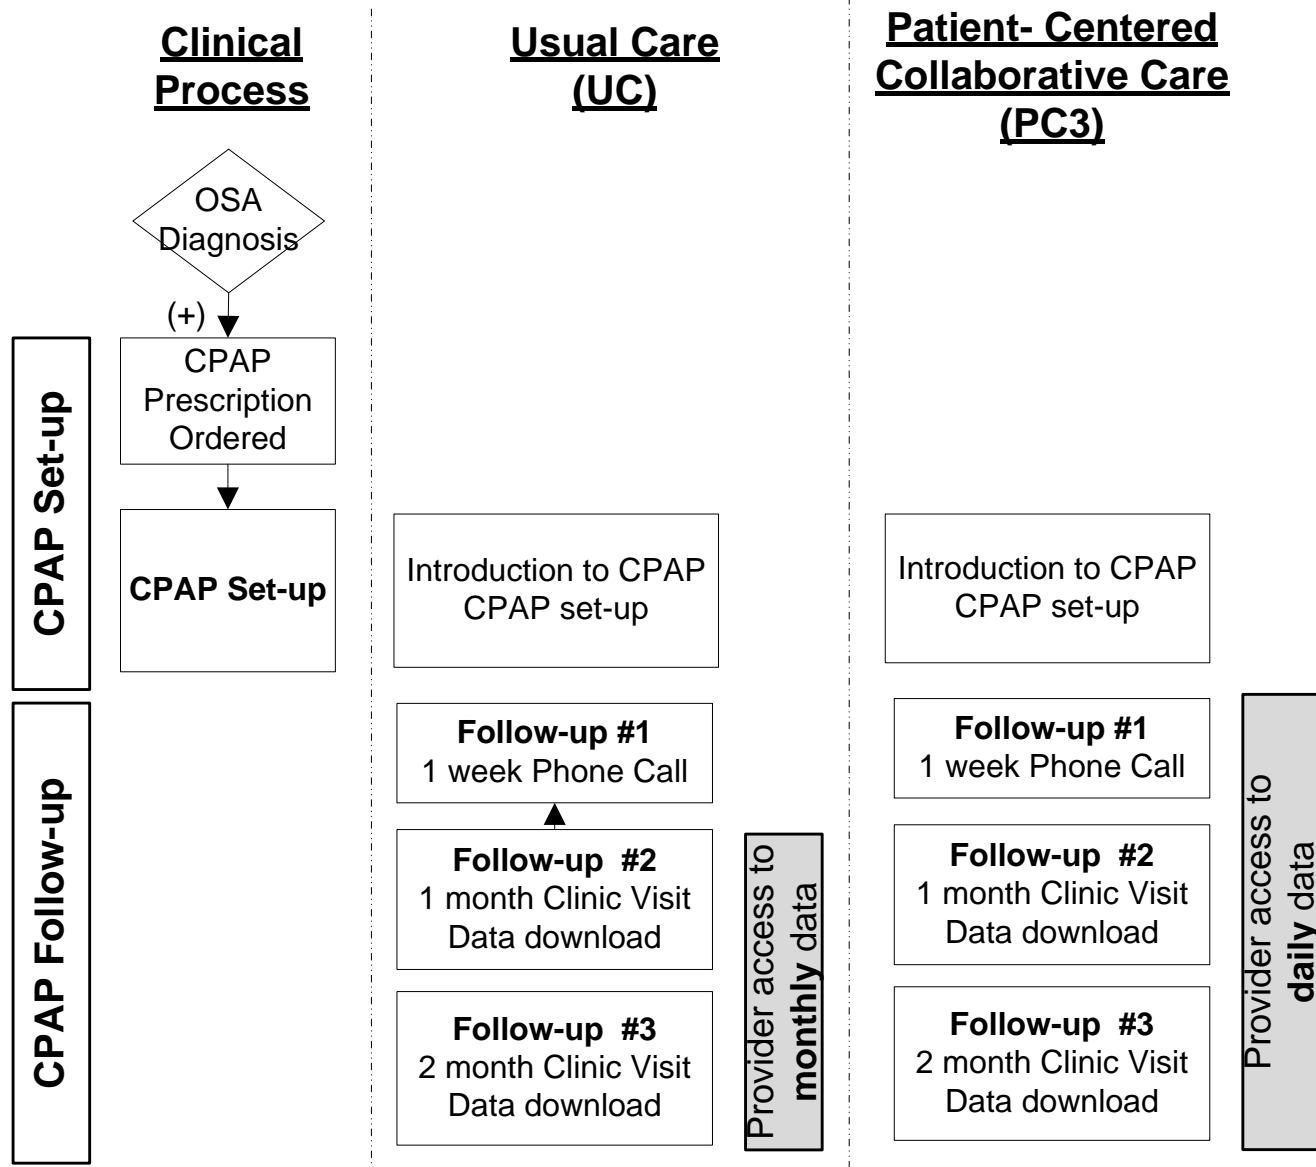 Clinical
Process
Usual Care
(UC)
Patient- Centered
Collaborative Care
(PC3)
OSA
Diagnosis
(+)
CPAP Set-up
CPAP
Prescription
Ordered
CPAP Set-up
Introduction to CPAP
CPAP set-up
Introduction to CPAP
CPAP set-up
CPAP Follow-up
Follow-up #1
1 week Phone Call
Follow-up #2
1 month Clinic Visit
Data download
Follow-up #3
2 month Clinic Visit
Data download
Provider access to
monthly data
Follow-up #1
1 week Phone Call
Follow-up #2
1 month Clinic Visit
Data download
Follow-up #3
2 month Clinic Visit
Data download
Provider access to
daily data